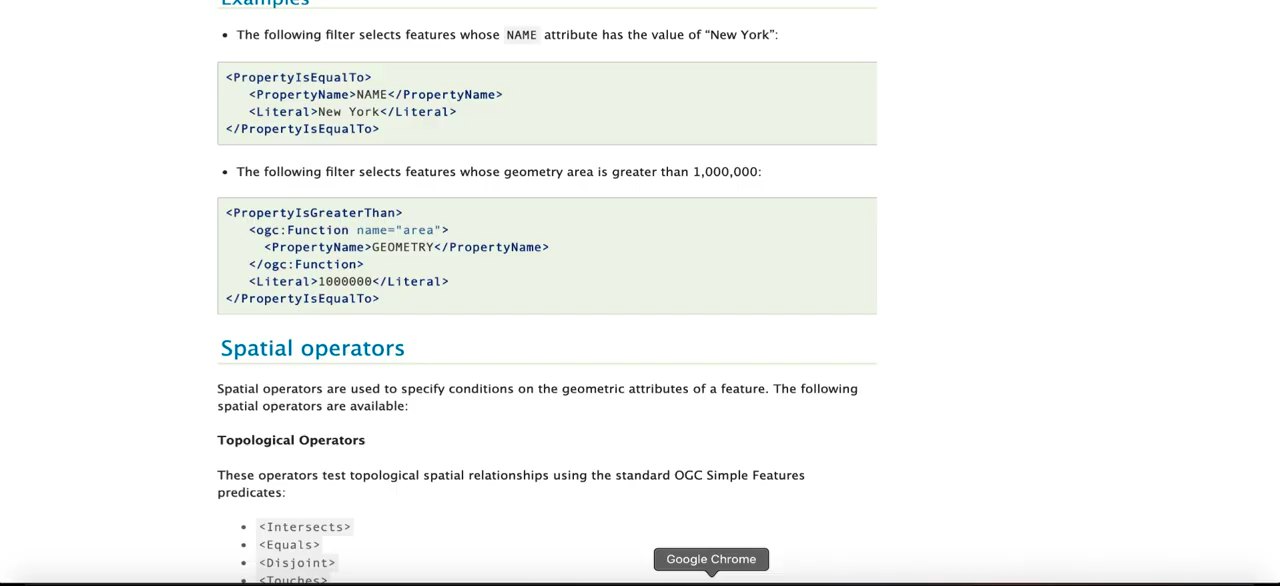 Examples
• The following filter selects features whose NAME attribute has the value of “New York”:
<PropertyIsEqualTo>
   <PropertyName>NAME</PropertyName>
   <Literal>New York</Literal>
</PropertyIsEqualTo>
• The following filter selects features whose geometry area is greater than 1,000,000:
<PropertyIsGreaterThan>
   <ogc:Function name="area">
     <PropertyName>GEOMETRY</PropertyName>
   </ogc:Function>
   <Literal>1000000</Literal>
</PropertyIsEqualTo>
Spatial operators
Spatial operators are used to specify conditions on the geometric attributes of a feature. The following
spatial operators are available:
Topological Operators
These operators test topological spatial relationships using the standard OGC Simple Features
predicates:
• <Intersects>
• <Equals>
• <Disjoint>
• <Touches>
Google Chrome